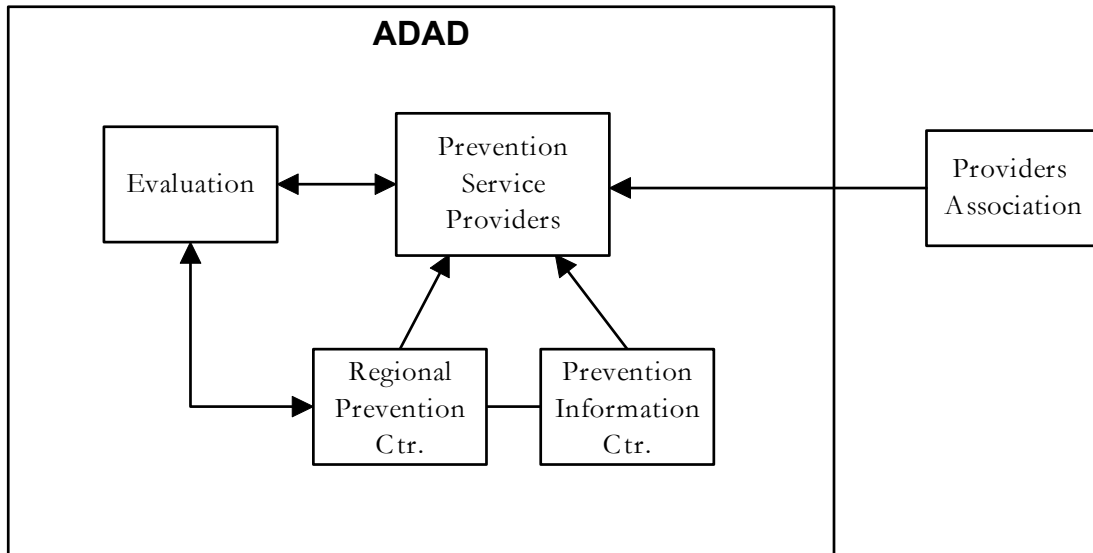 ADAD
Evaluation
Prevention
Service
Providers
Providers
Association
Regional
Prevention
Ctr.
Prevention
Information
Ctr.